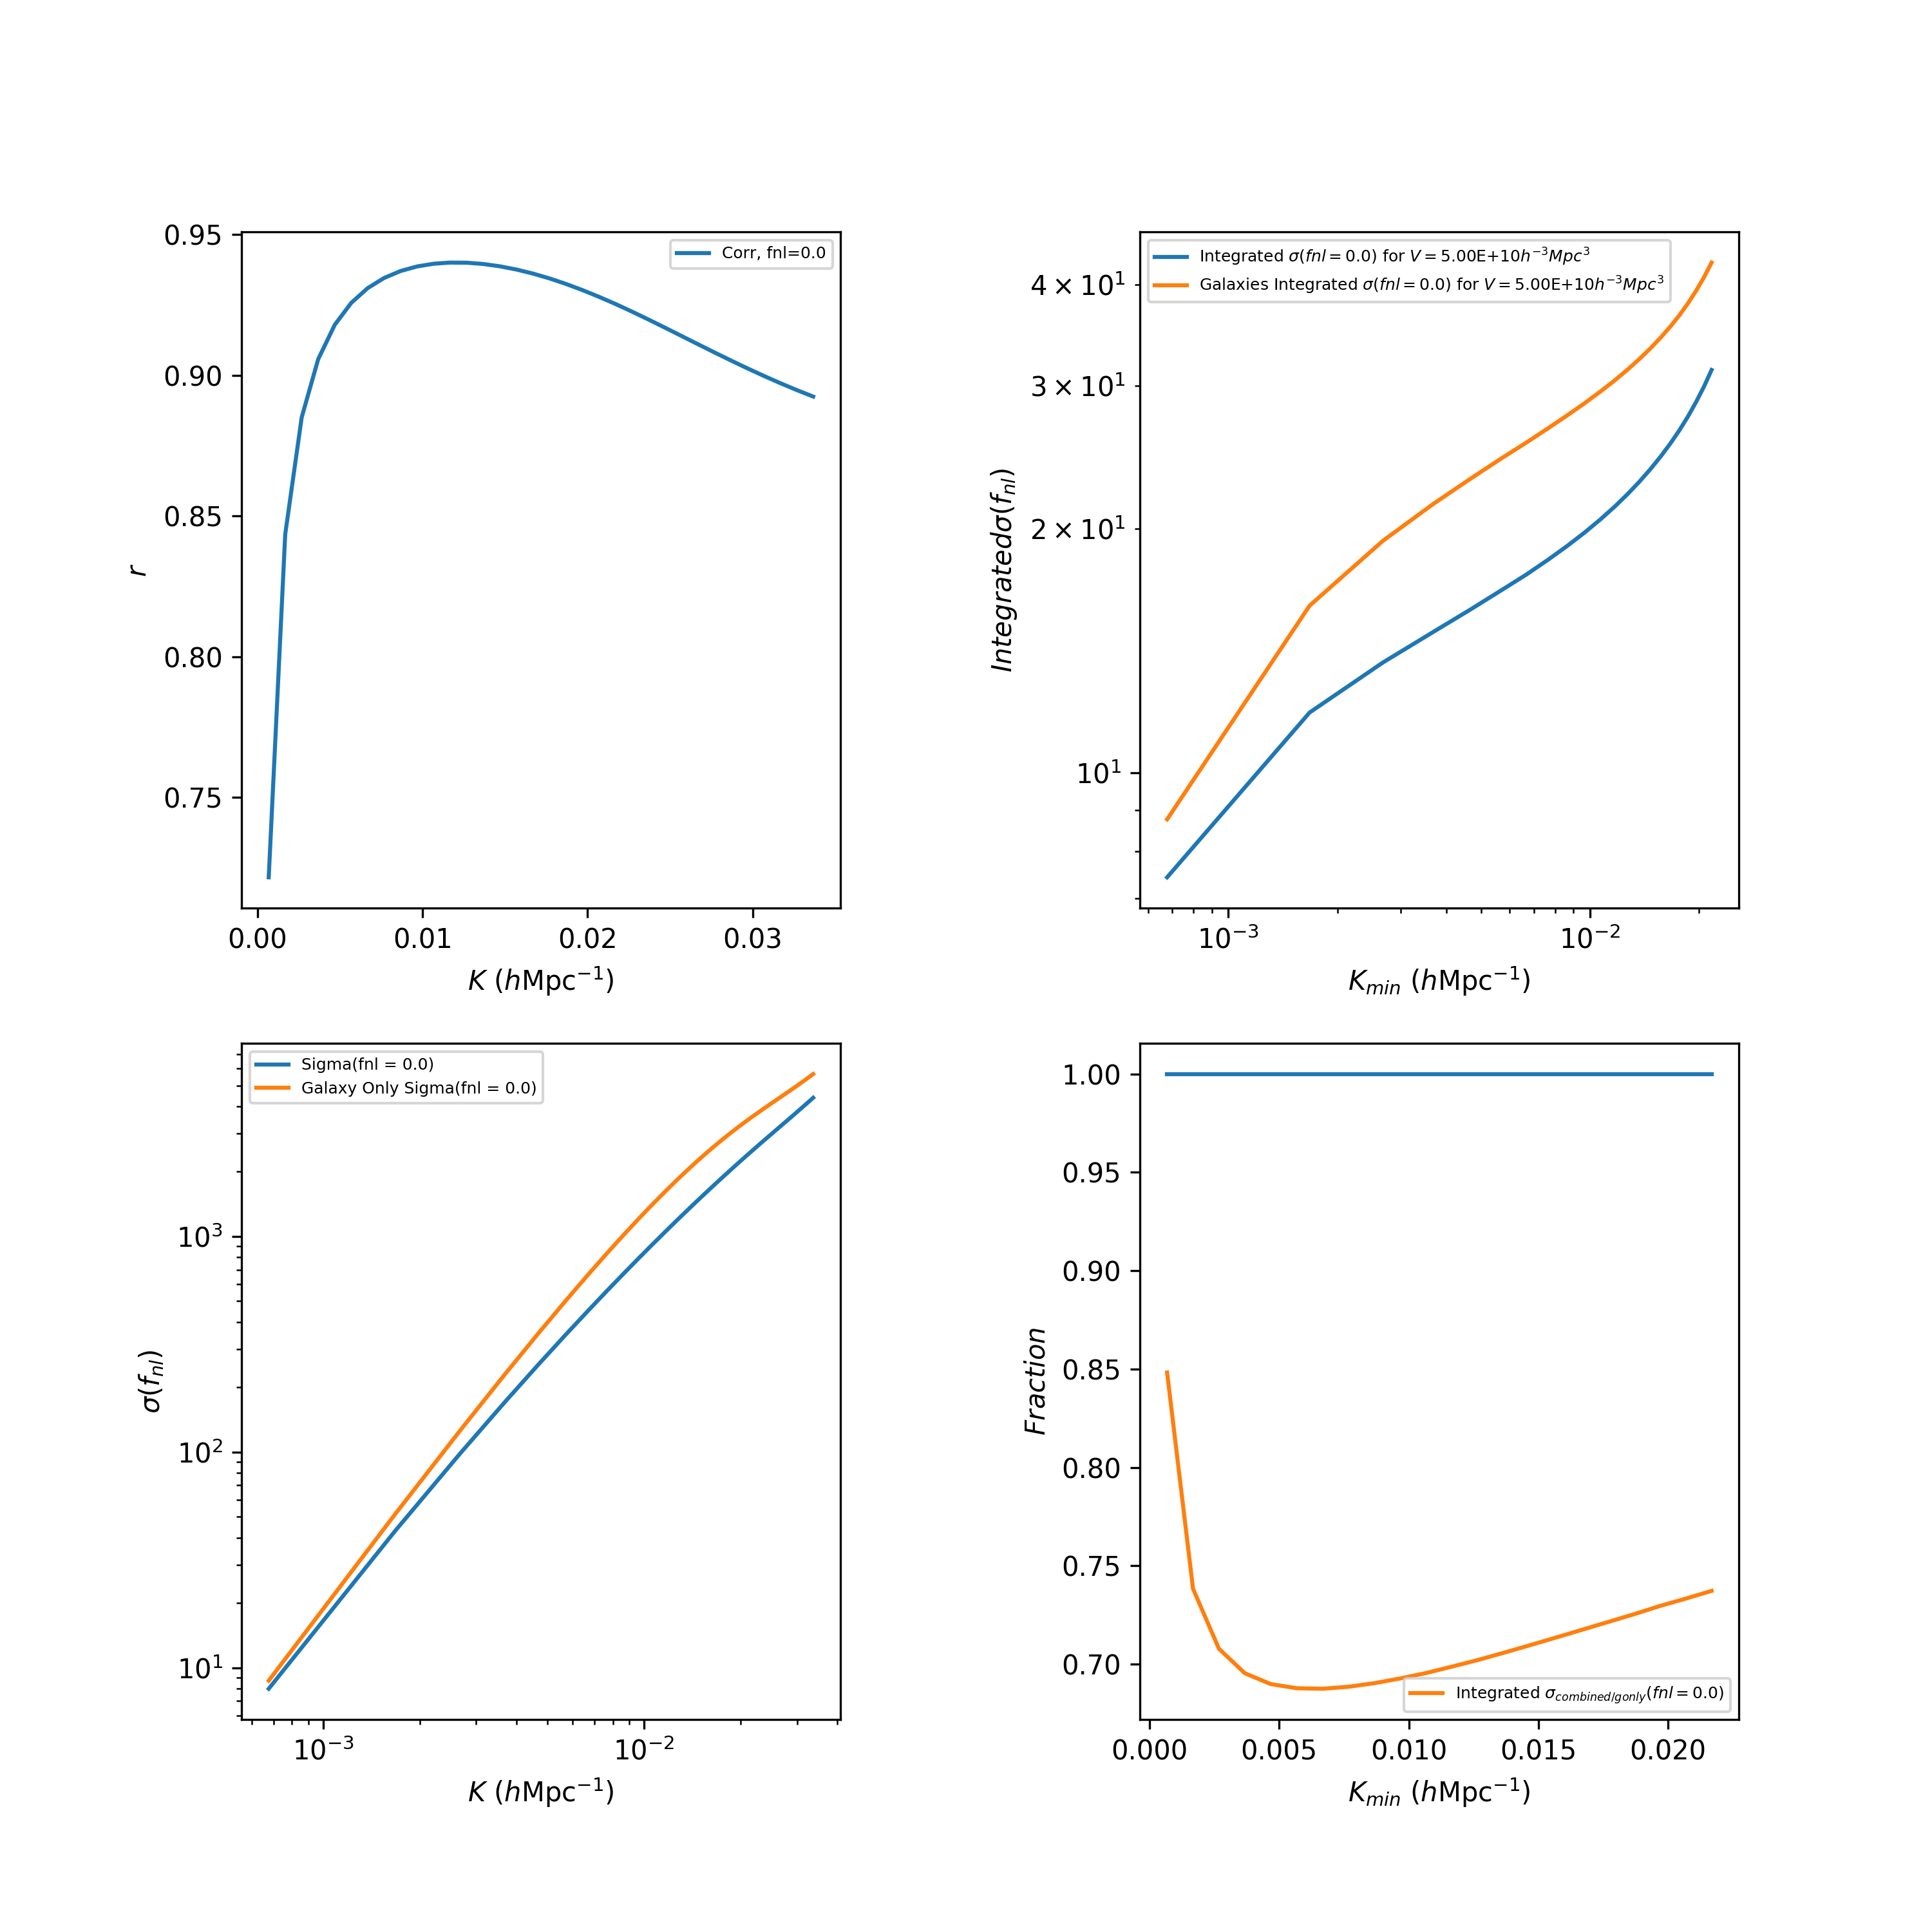 0.95
0.90
0.85
0.80
0.75
r
Corr, fnl=0.0
0.00 0.01 0.02 0.03
K (hMpc⁻¹)
4 × 10¹
3 × 10¹
2 × 10¹
10¹
Integratedσ(fₙₗ)
Integrated σ(fnl = 0.0) for V = 5.00E+10h⁻³Mpc³
Galaxies Integrated σ(fnl = 0.0) for V = 5.00E+10h⁻³Mpc³
10⁻³ 10⁻²
Kₘᵢₙ (hMpc⁻¹)
10³
10²
10¹
σ(fₙₗ)
Sigma(fnl = 0.0)
Galaxy Only Sigma(fnl = 0.0)
10⁻³ 10⁻²
K (hMpc⁻¹)
1.00
0.95
0.90
0.85
0.80
0.75
0.70
Fraction
Integrated σcombined/gonly(fnl = 0.0)
0.000 0.005 0.010 0.015 0.020
Kₘᵢₙ (hMpc⁻¹)